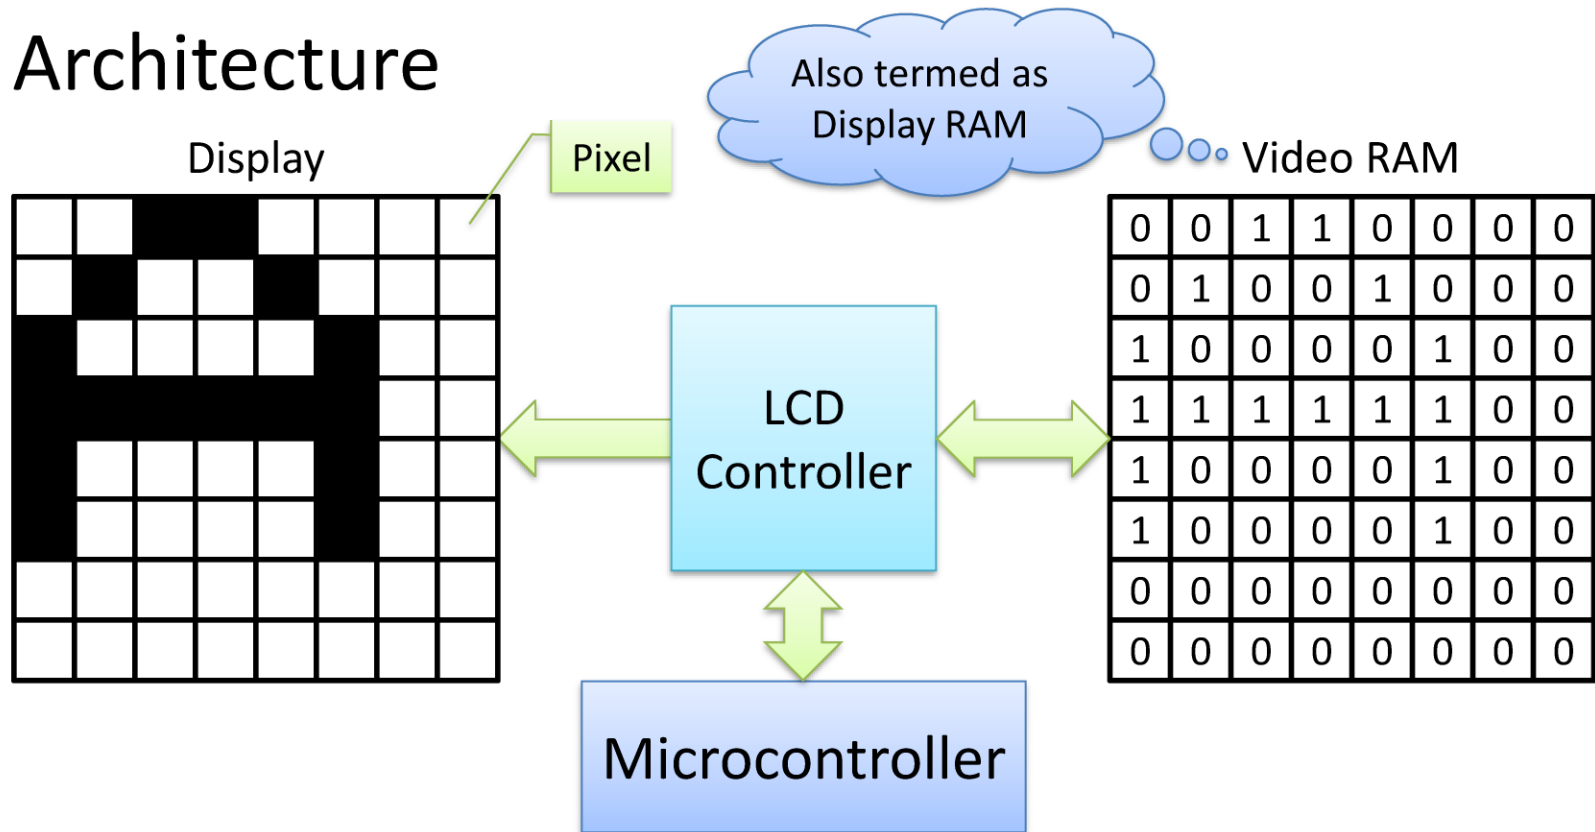 Architecture
Also termed as
Display RAM
Display
Pixel
Video RAM
0 0 1 1 0 0 0 0
0 1 0 0 1 0 0 0
1 0 0 0 0 1 0 0
1 1 1 1 1 1 0 0
1 0 0 0 0 1 0 0
1 0 0 0 0 1 0 0
0 0 0 0 0 0 0 0
0 0 0 0 0 0 0 0
LCD
Controller
Microcontroller